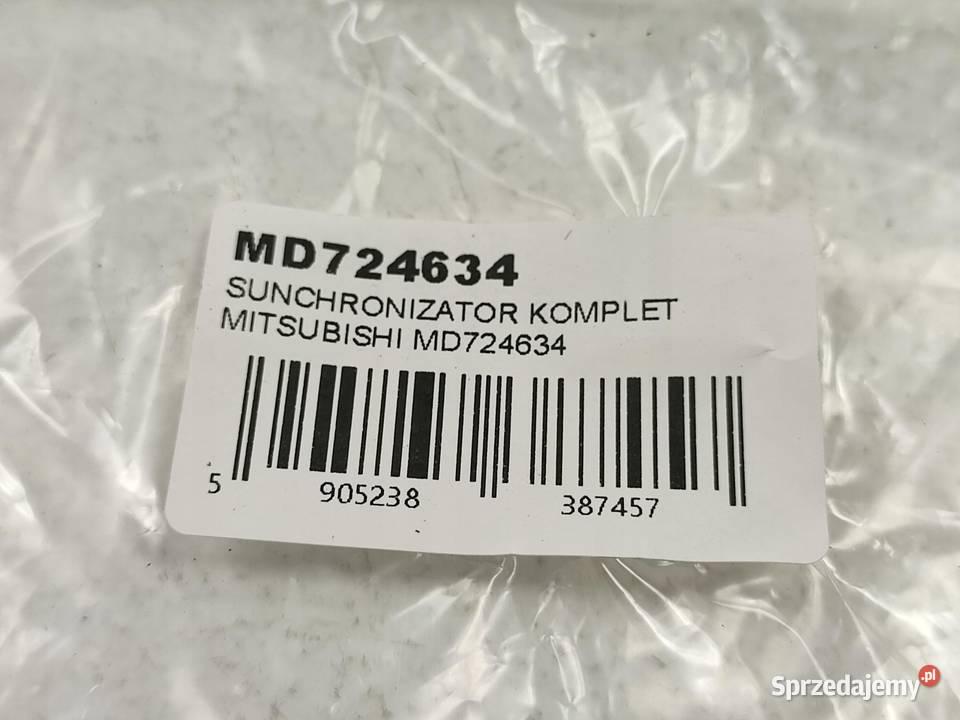 MD724634
SUNCHRONIZATOR KOMPLET
MITSUBISHI MD724634
5 905238 387457
Sprzedajemy.pl